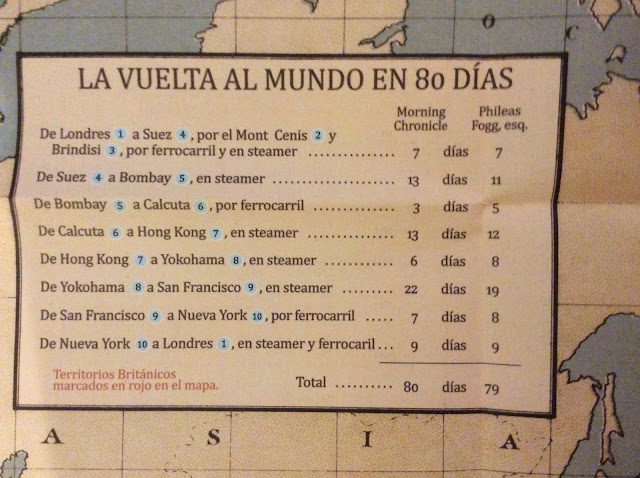 O
C
LA VUELTA AL MUNDO EN 80 DÍAS
Morning Chronicle Phileas Fogg, esq.
De Londres 1 a Suez 4, por el Mont Cenis 2 y
Brindisi 3, por ferrocarril y en steamer .............. 7 días 7
De Suez 4 a Bombay 5, en steamer ...................... 13 días 11
De Bombay 5 a Calcuta 6, por ferrocarril ............. 3 días 5
De Calcuta 6 a Hong Kong 7, en steamer .............. 13 días 12
De Hong Kong 7 a Yokohama 8, en steamer ............ 6 días 8
De Yokohama 8 a San Francisco 9, en steamer ........ 22 días 19
De San Francisco 9 a Nueva York 10, por ferrocarril ..... 7 días 8
De Nueva York 10 a Londres 1, en steamer y ferrocaril... 9 días 9
Territorios Británicos
marcados en rojo en el mapa.
Total .......... 80 días 79
A S I A